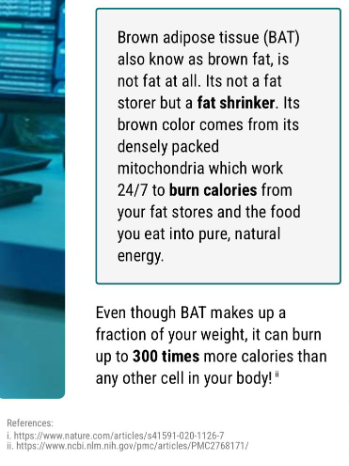 Brown adipose tissue (BAT)
also know as brown fat, is
not fat at all. Its not a fat
storer but a fat shrinker. Its
brown color comes from its
densely packed
mitochondria which work
24/7 to burn calories from
your fat stores and the food
you eat into pure, natural
energy.
Even though BAT makes up a
fraction of your weight, it can burn
up to 300 times more calories than
any other cell in your body! ii
References:
i. https://www.nature.com/articles/s41591-020-1126-7
ii. https://www.ncbi.nlm.nih.gov/pmc/articles/PMC2768171/